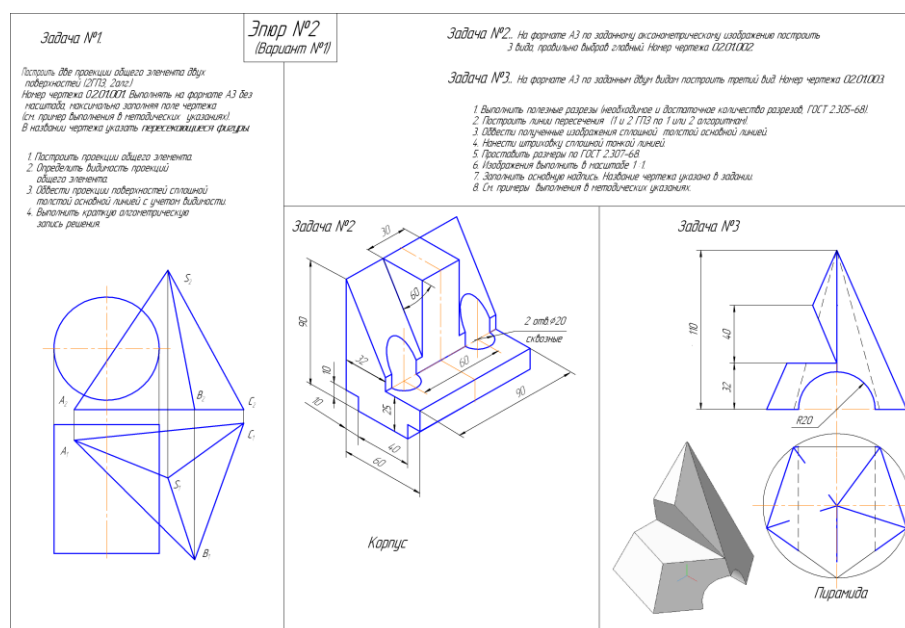 Задача №1.
Построить две проекции общего элемента двух
поверхностей (2ГПЗ, 2алг.)
Номер чертежа 02.01.001. Выполнять на формате А3 без
масштаба, максимально заполняя поле чертежа
(см. пример выполнения в методических указаниях).
В названии чертежа указать пересекающиеся фигуры
1. Построить проекции общего элемента.
2. Определить видимость проекций
общего элемента.
3. Обвести проекции поверхностей сплошной
толстой основной линией с учетом видимости.
4. Выполнить краткую алгометрическую
запись решения.
Эпюр №2
(Вариант №1)
Задача №2.. На формате А3 по заданному аксонометрическому изображению построить
3 вида, правильно выбрав главный. Номер чертежа 02.01.002.
Задача №3.. На формате А3 по заданным двум видам построить третий вид. Номер чертежа 02.01.003.
1. Выполнить полезные разрезы (необходимое и достаточное количество разрезов, ГОСТ 2.305-68).
2. Построить линии пересечения (1 и 2 ГПЗ по 1 или 2 алгоритмам).
3. Обвести полученные изображения сплошной толстой основной линией.
4. Нанести штриховку сплошной тонкой линией.
5. Проставить размеры по ГОСТ 2.307-68.
6. Изображения выполнить в масштабе 1:1.
7. Заполнить основную надпись. Название чертежа указана в задании.
8. См. примеры выполнения в методических указаниях.
S₂
A₂
B₂
C₂
A₁
C₁
S₁
B₁
Задача №2
30
60
90
2 отв.⌀20
сквозные
32
60
10
25
90
10
40
60
Корпус
Задача №3
110
40
32
R20
Пирамида